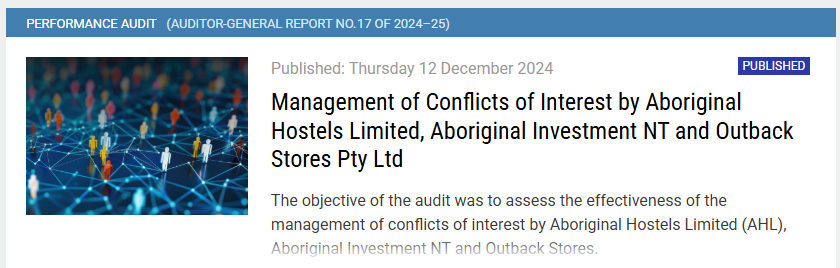 PERFORMANCE AUDIT (AUDITOR-GENERAL REPORT NO.17 OF 2024–25)
Published: Thursday 12 December 2024
PUBLISHED
Management of Conflicts of Interest by Aboriginal
Hostels Limited, Aboriginal Investment NT and Outback
Stores Pty Ltd
The objective of the audit was to assess the effectiveness of the
management of conflicts of interest by Aboriginal Hostels Limited (AHL),
Aboriginal Investment NT and Outback Stores.